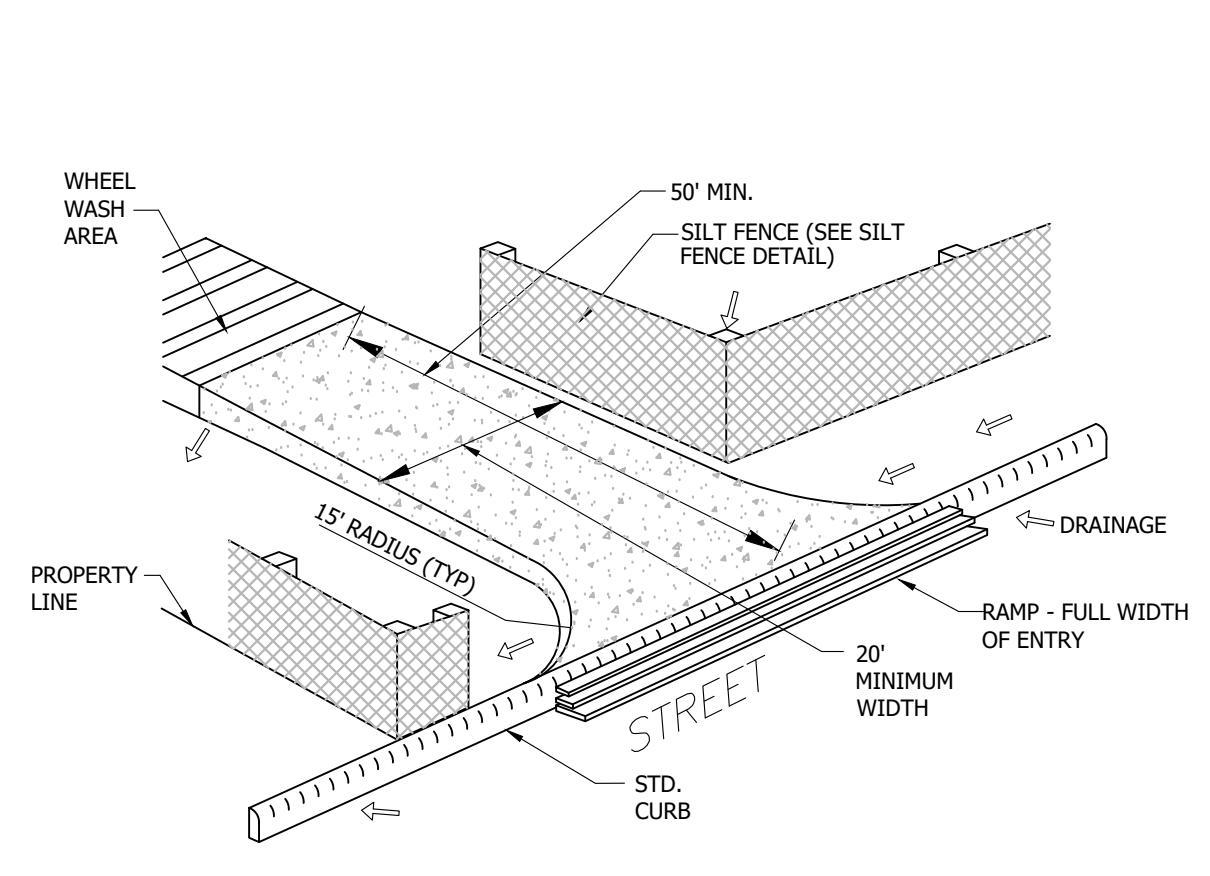 WHEEL
WASH
AREA
50' MIN.
SILT FENCE (SEE SILT
FENCE DETAIL)
15' RADIUS (TYP)
DRAINAGE
PROPERTY
LINE
RAMP - FULL WIDTH
OF ENTRY
20'
MINIMUM
WIDTH
STREET
STD.
CURB